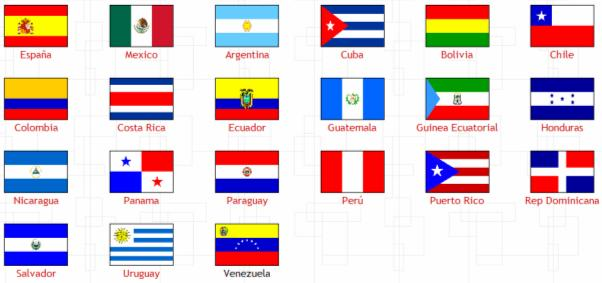 España
Mexico
Argentina
Cuba
Bolivia
Chile
Colombia
Costa Rica
Ecuador
Guatemala
Guinea Ecuatorial
Honduras
Nicaragua
Panama
Paraguay
Perú
Puerto Rico
Rep Dominicana
Salvador
Uruguay
Venezuela